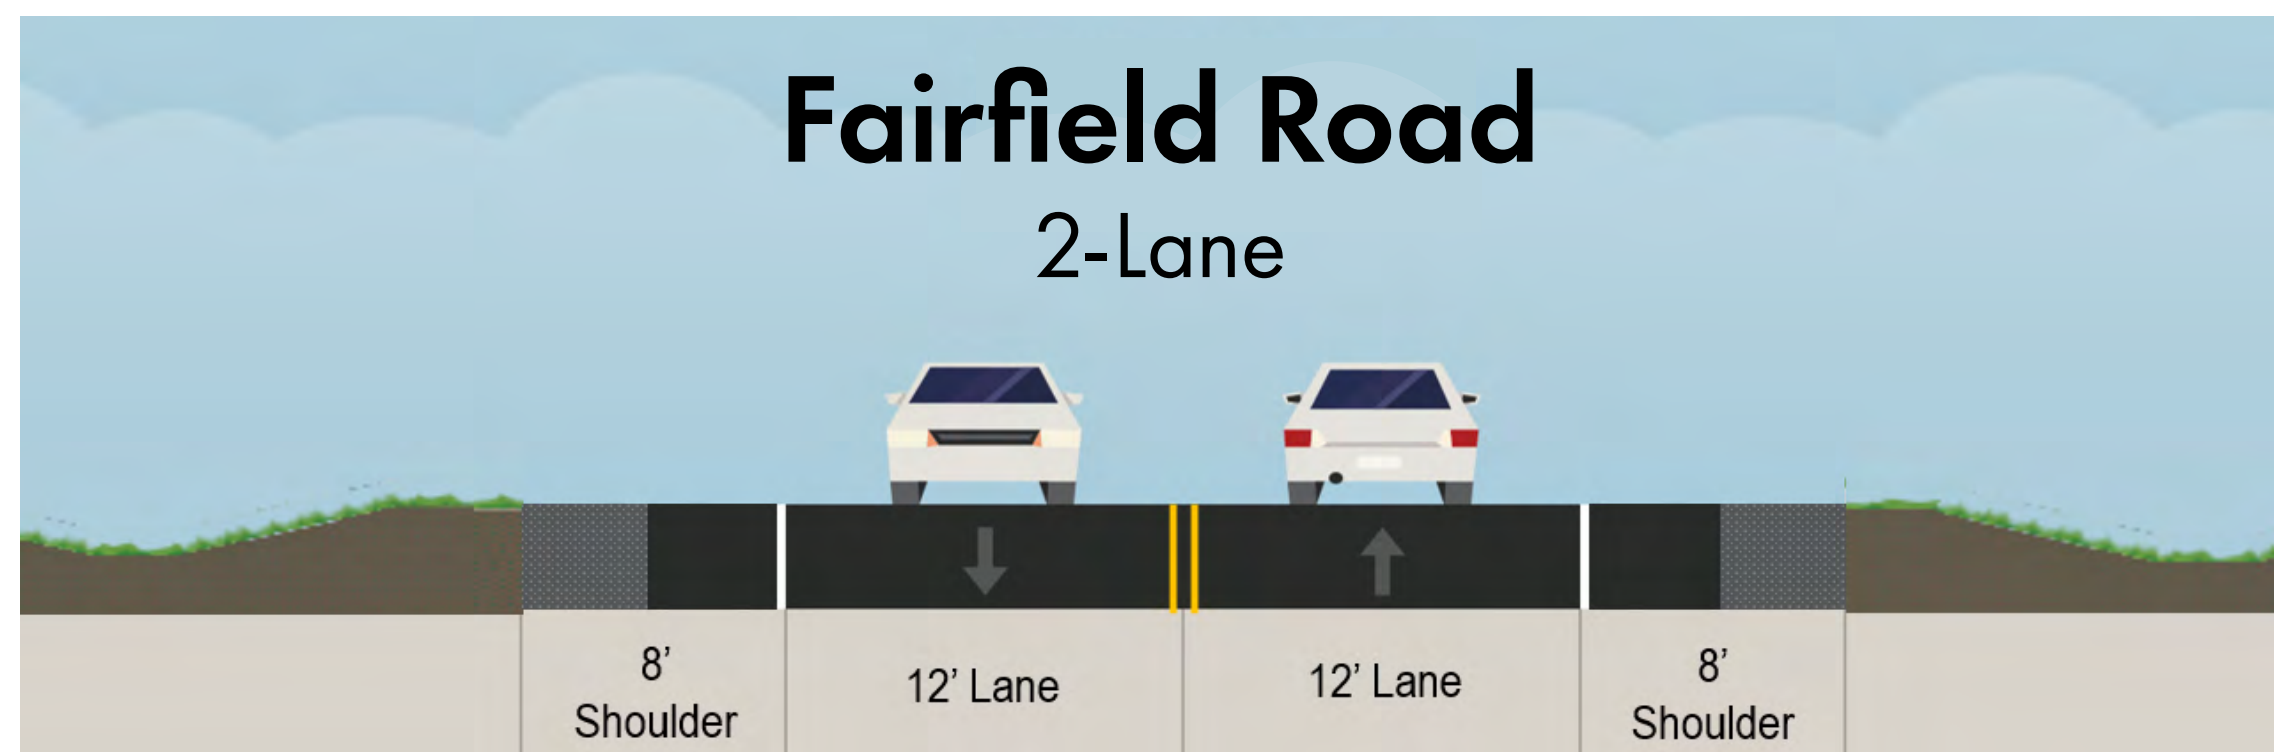 Fairfield Road
2-Lane
8’
Shoulder
12’ Lane
12’ Lane
8’
Shoulder